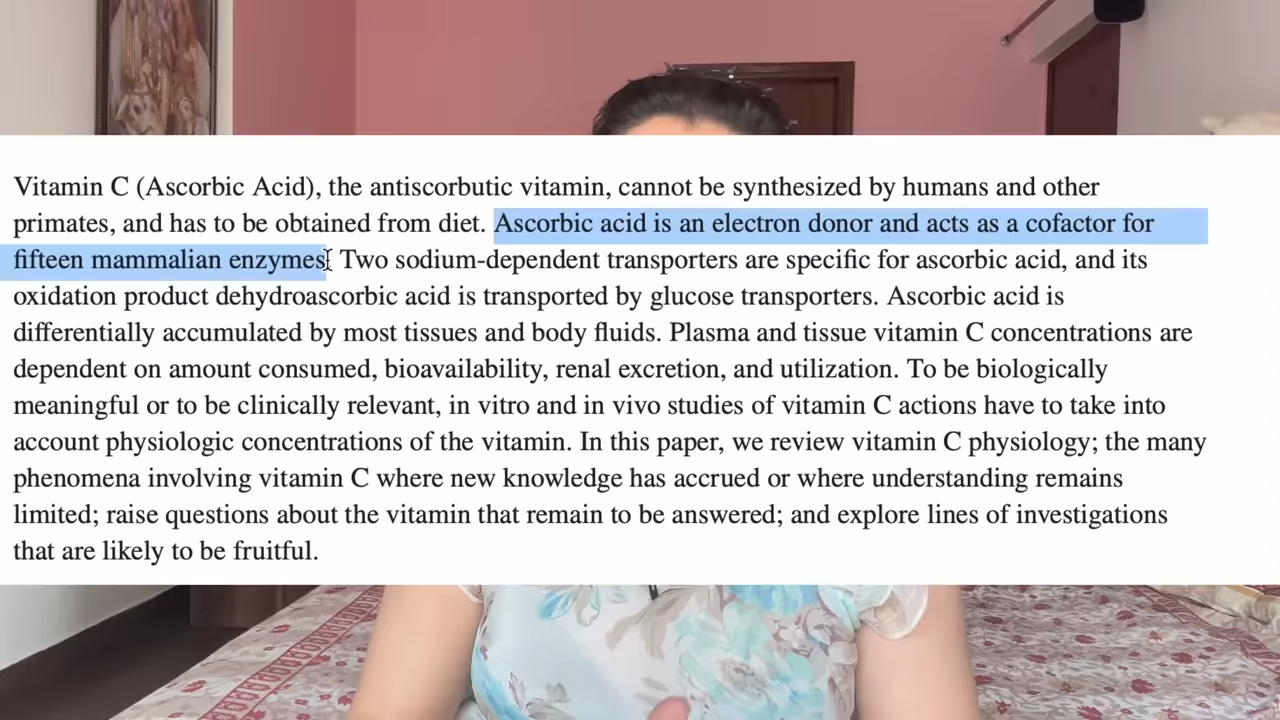 Vitamin C (Ascorbic Acid), the antiscorbutic vitamin, cannot be synthesized by humans and other
primates, and has to be obtained from diet. Ascorbic acid is an electron donor and acts as a cofactor for
fifteen mammalian enzymes. Two sodium-dependent transporters are specific for ascorbic acid, and its
oxidation product dehydroascorbic acid is transported by glucose transporters. Ascorbic acid is
differentially accumulated by most tissues and body fluids. Plasma and tissue vitamin C concentrations are
dependent on amount consumed, bioavailability, renal excretion, and utilization. To be biologically
meaningful or to be clinically relevant, in vitro and in vivo studies of vitamin C actions have to take into
account physiologic concentrations of the vitamin. In this paper, we review vitamin C physiology; the many
phenomena involving vitamin C where new knowledge has accrued or where understanding remains
limited; raise questions about the vitamin that remain to be answered; and explore lines of investigations
that are likely to be fruitful.